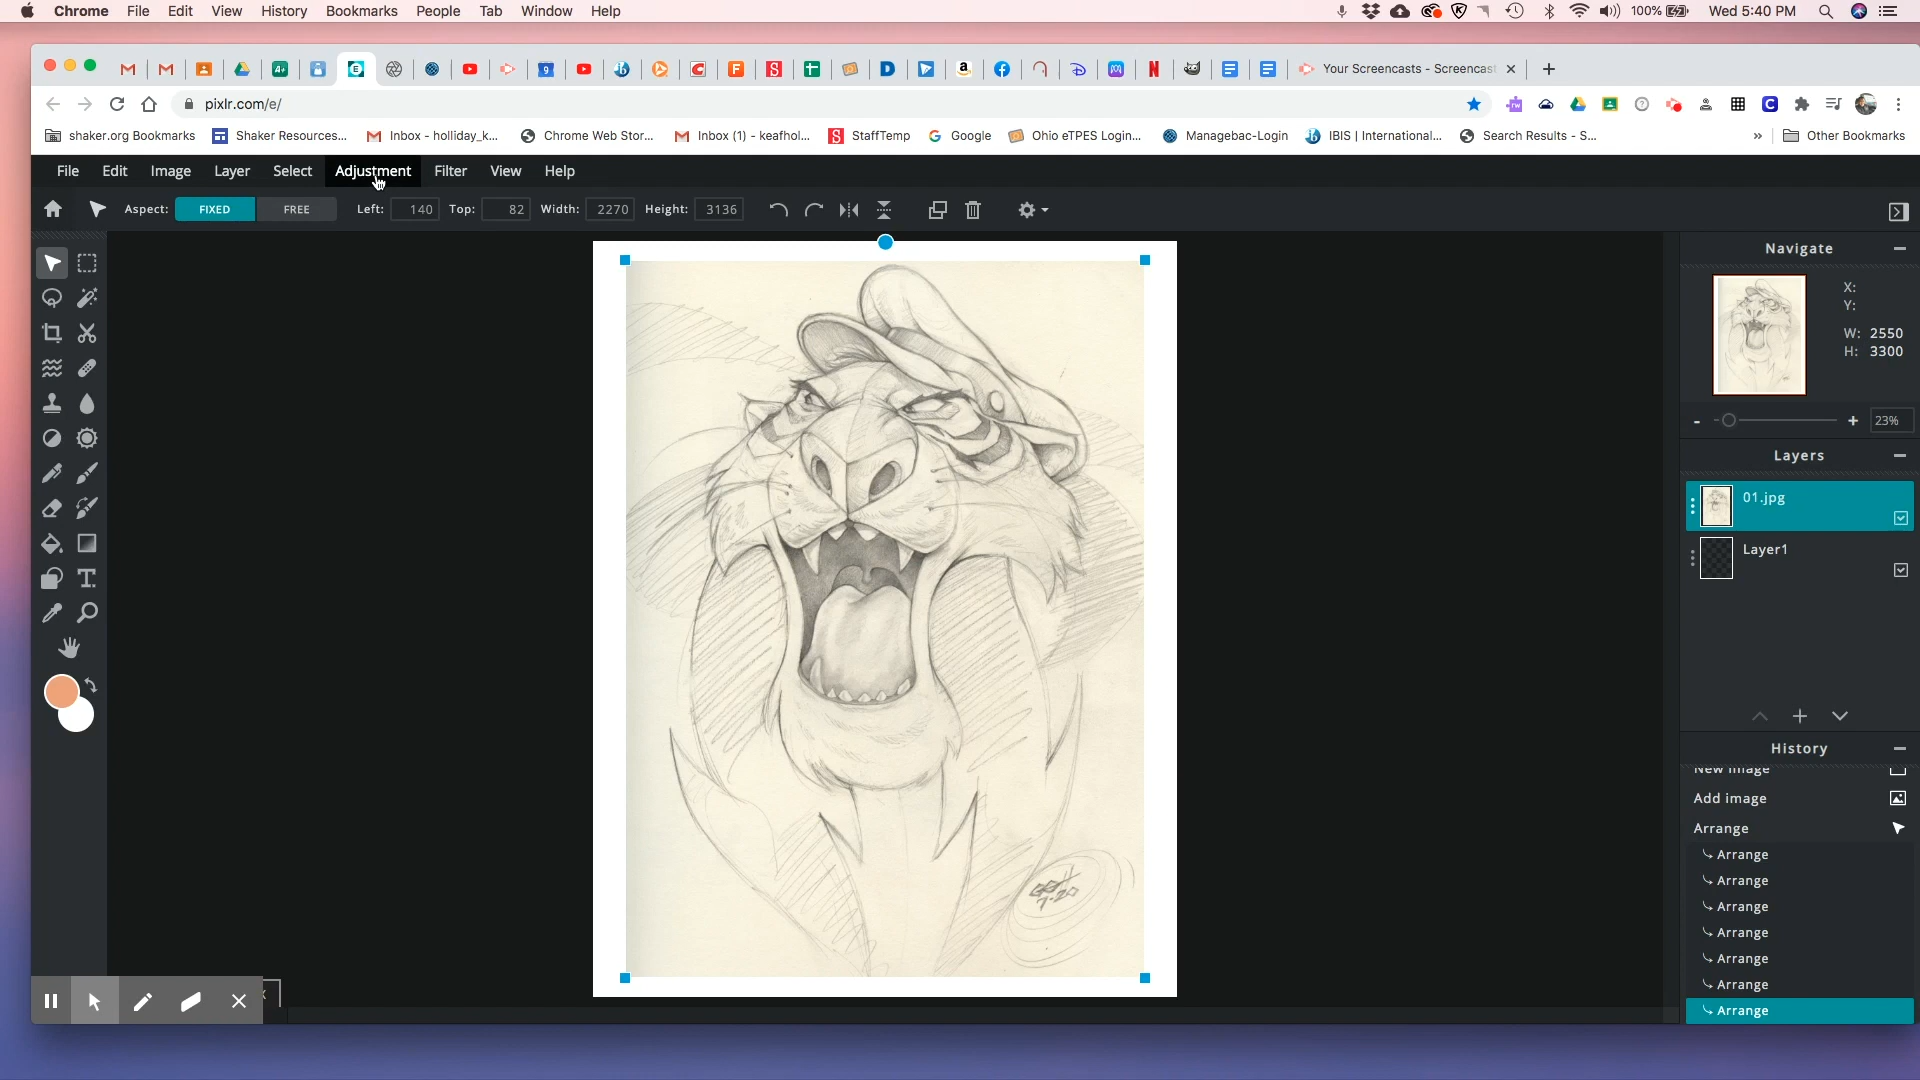 Chrome File Edit View History Bookmarks People Tab Window Help 100% Wed 5:40 PM
Your Screencasts - Screencast
pixlr.com/e/
shaker.org Bookmarks Shaker Resources... Inbox - holliday_k... Chrome Web Stor... Inbox (1) - keafhol... StaffTemp Google Ohio eTPES Login... Managebac-Login IBIS | International... Search Results - S... » Other Bookmarks
File Edit Image Layer Select Adjustment Filter View Help
Aspect: FIXED FREE Left: 140 Top: 82 Width: 2270 Height: 3136
Navigate
X:
Y:
W: 2550
H: 3300
- + 23%
Layers
01.jpg
Layer1
History
New image
Add image
Arrange
Arrange
Arrange
Arrange
Arrange
Arrange
Arrange
Arrange
7-20